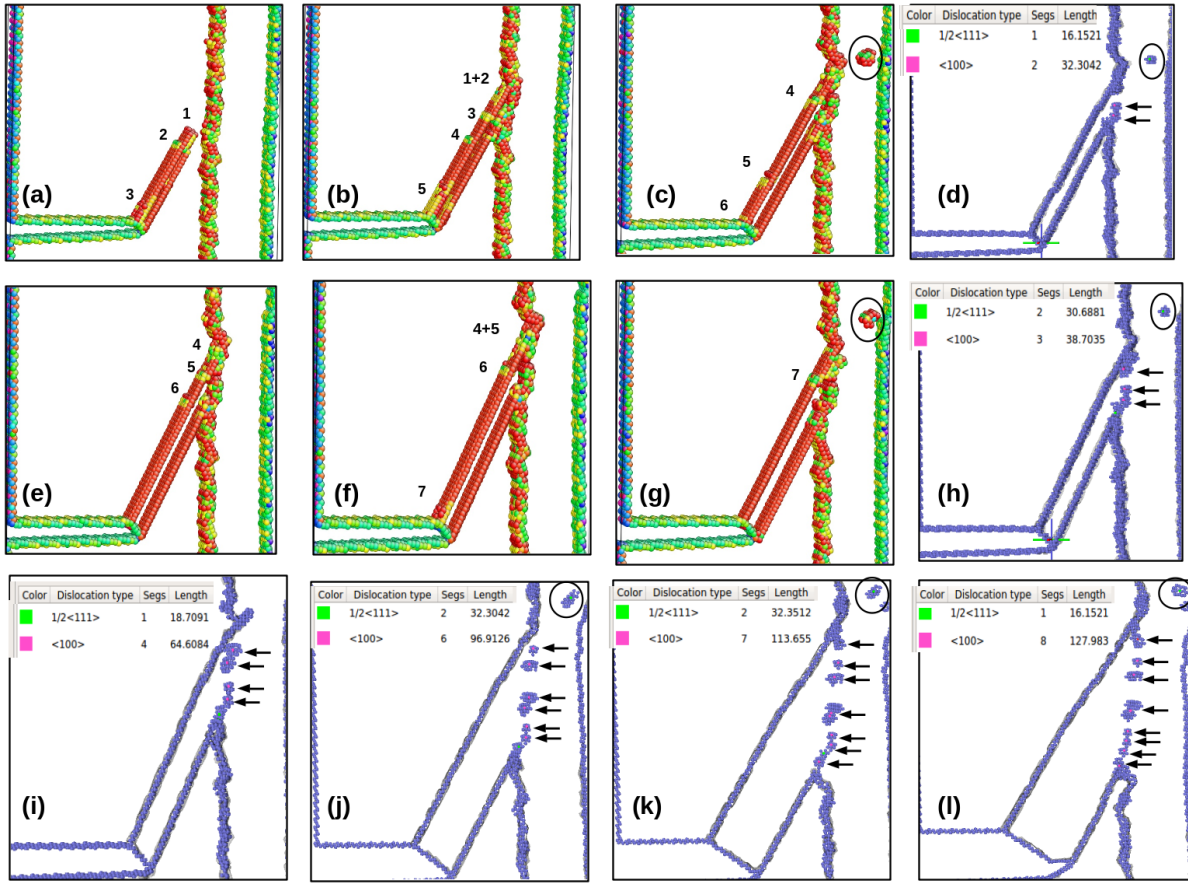 1
2
3
(a)
1+2
3
4
5
(b)
4
5
6
(c)
Color Dislocation type Segs Length
1/2<111> 1 16.1521
<100> 2 32.3042
(d)
4
5
6
(e)
4+5
6
7
(f)
7
(g)
Color Dislocation type Segs Length
1/2<111> 2 30.6881
<100> 3 38.7035
(h)
Color Dislocation type Segs Length
1/2<111> 1 18.7091
<100> 4 64.6084
(i)
Color Dislocation type Segs Length
1/2<111> 2 32.3042
<100> 6 96.9126
(j)
Color Dislocation type Segs Length
1/2<111> 2 32.3512
<100> 7 113.655
(k)
Color Dislocation type Segs Length
1/2<111> 1 16.1521
<100> 8 127.983
(l)